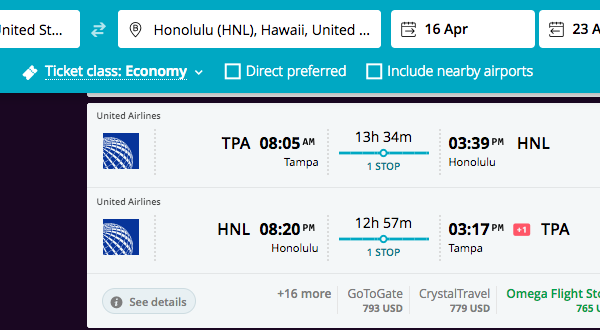 nited St...
Honolulu (HNL), Hawaii, United ...
16 Apr
23 A
Ticket class: Economy
Direct preferred
Include nearby airports
United Airlines
TPA 08:05 AM
Tampa
13h 34m
1 STOP
03:39 PM HNL
Honolulu
United Airlines
HNL 08:20 PM
Honolulu
12h 57m
1 STOP
03:17 PM +1 TPA
Tampa
See details
+16 more
GoToGate
793 USD
CrystalTravel
779 USD
Omega Flight Sto
765 U